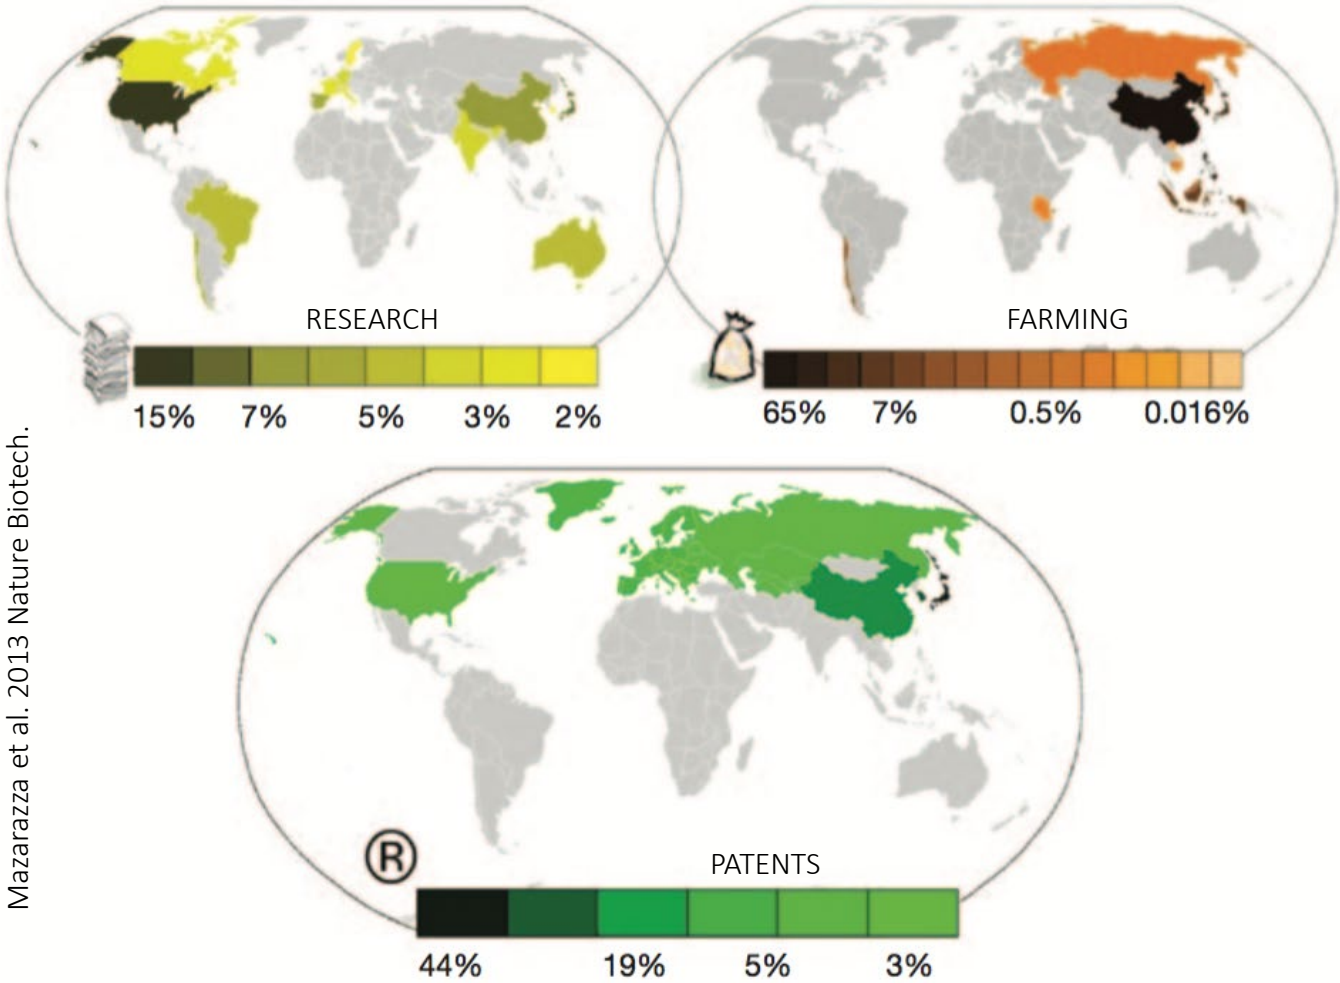 RESEARCH
15% 7% 5% 3% 2%
FARMING
65% 7% 0.5% 0.016%
Mazarazza et al. 2013 Nature Biotech.
®
PATENTS
44% 19% 5% 3%